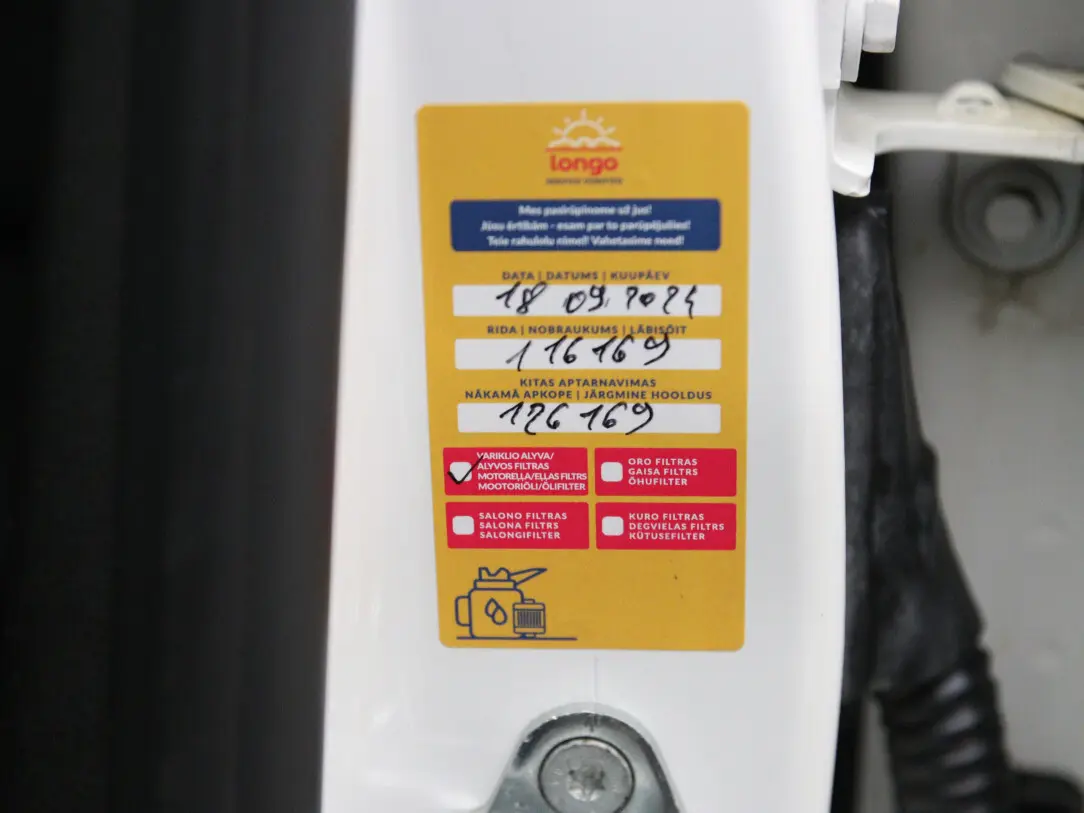 longo
Mes pasirūpinome už jus!
Jūsu ērtībām - esam par to parūpējušies!
Teie rahulolu nimel! Vahetasime need!
DATA | DATUMS | KUUPÄEV
18 09. 2024
RIDA | NOBRAUKUMS | LÄBISÕIT
116169
KITAS APTARNAVIMAS
NĀKAMĀ APKOPE | JÄRGMINE HOOLDUS
126169
VARIKLIO ALYVA/
ALYVOS FILTRAS
MOTOREĻĻA/EĻĻAS FILTRS
MOOTORIÕLI/ÕLIFILTER
ORO FILTRAS
GAISA FILTRS
ÕHUFILTER
SALONO FILTRAS
SALONA FILTRS
SALONGIFILTER
KURO FILTRAS
DEGVIELAS FILTRS
KÜTUSEFILTER